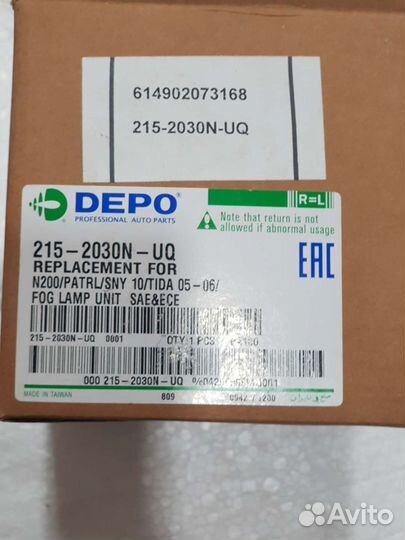 614902073168
215-2030N-UQ
DEPO
PROFESSIONAL AUTO PARTS
R=L
Note that return is not
allowed if abnormal usage
215-2030N-UQ
REPLACEMENT FOR
N200/PATRL/SNY 10/TIDA 05-06/
FOG LAMP UNIT SAE&ECE
EAC
215-2030N-UQ 0001
QTY 1 PCS
000 215-2030N-UQ
MADE IN TAIWAN
809
Avito